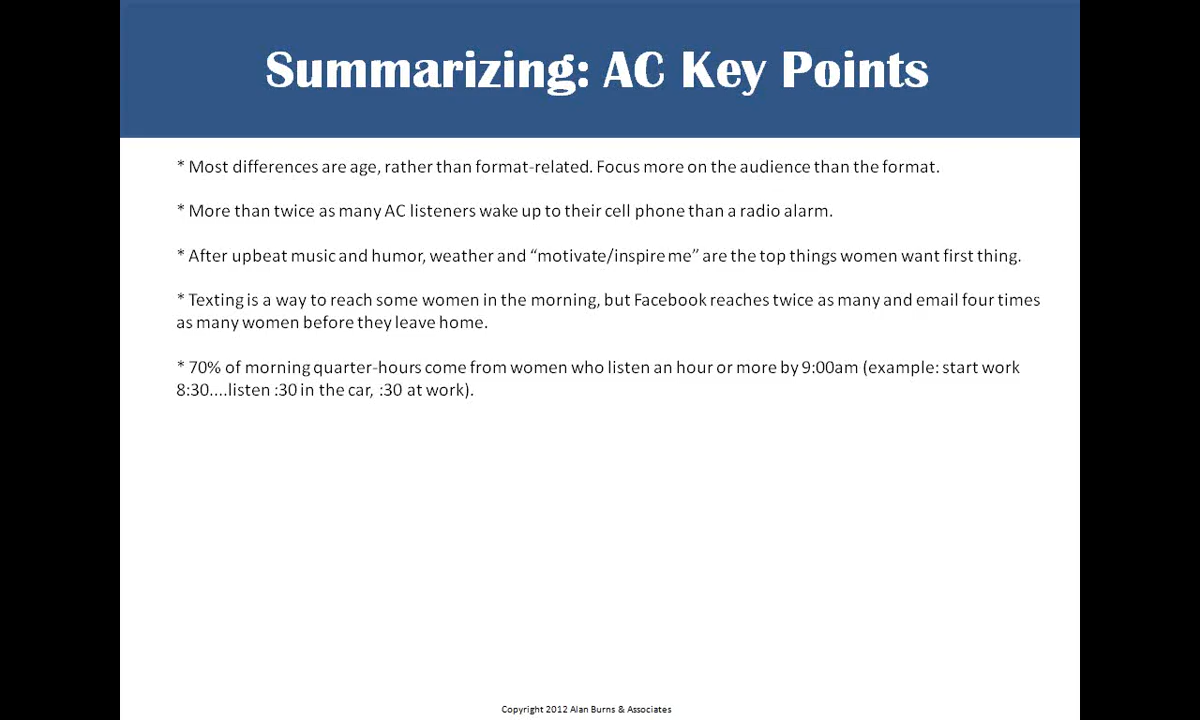 Summarizing: AC Key Points
* Most differences are age, rather than format-related. Focus more on the audience than the format.
* More than twice as many AC listeners wake up to their cell phone than a radio alarm.
* After upbeat music and humor, weather and “motivate/inspire me” are the top things women want first thing.
* Texting is a way to reach some women in the morning, but Facebook reaches twice as many and email four times
as many women before they leave home.
* 70% of morning quarter-hours come from women who listen an hour or more by 9:00am (example: start work
8:30....listen :30 in the car, :30 at work).
Copyright 2012 Alan Burns & Associates